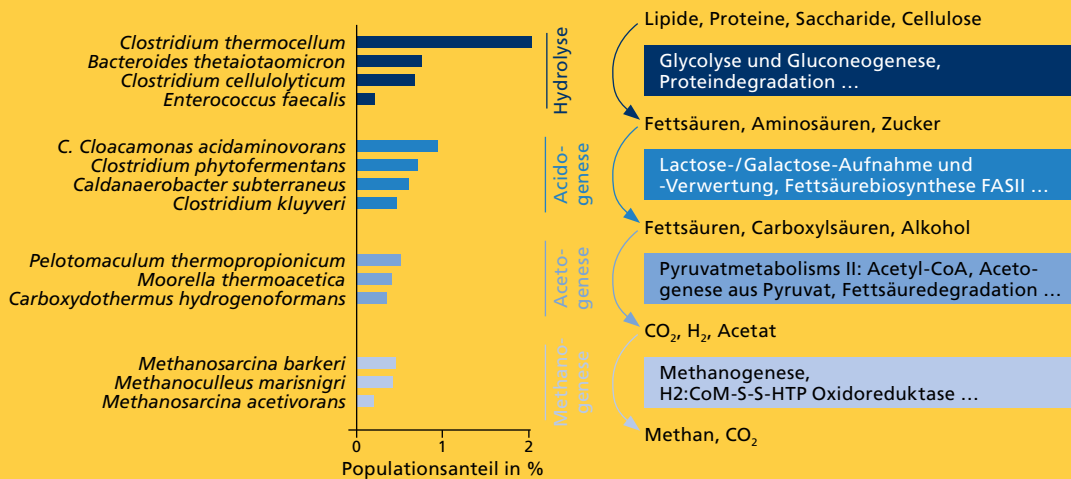 Clostridium thermocellum
Bacteroides thetaiotaomicron
Clostridium cellulolyticum
Enterococcus faecalis
Hydrolyse
C. Cloacamonas acidaminovorans
Clostridium phytofermentans
Caldanaerobacter subterraneus
Clostridium kluyveri
Acido-
genese
Pelotomaculum thermopropionicum
Moorella thermoacetica
Carboxydothermus hydrogenoformans
Aceto-
genese
Methanosarcina barkeri
Methanoculleus marisnigri
Methanosarcina acetivorans
Methano-
genese
0 1 2
Populationsanteil in %
Lipide, Proteine, Saccharide, Cellulose
Glycolyse und Gluconeogenese,
Proteindegradation ...
Fettsäuren, Aminosäuren, Zucker
Lactose-/Galactose-Aufnahme und
-Verwertung, Fettsäurebiosynthese FASII ...
Fettsäuren, Carboxylsäuren, Alkohol
Pyruvatmetabolisms II: Acetyl-CoA, Aceto-
genese aus Pyruvat, Fettsäuredegradation ...
CO₂, H₂, Acetat
Methanogenese,
H2:CoM-S-S-HTP Oxidoreduktase ...
Methan, CO₂